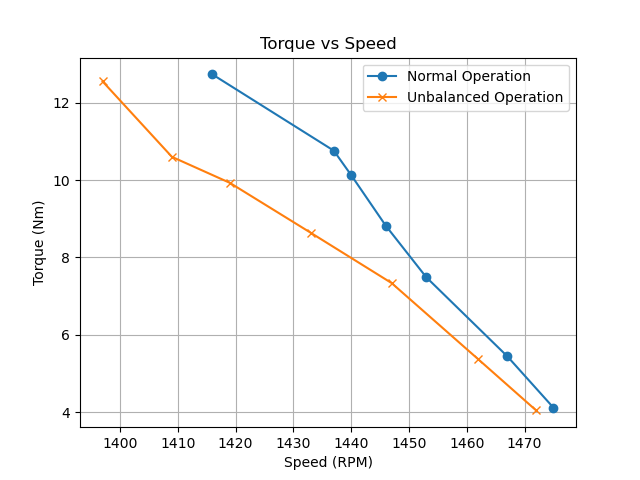 Torque vs Speed
Normal Operation
Unbalanced Operation
12
10
8
6
4
Torque (Nm)
1400 1410 1420 1430 1440 1450 1460 1470
Speed (RPM)